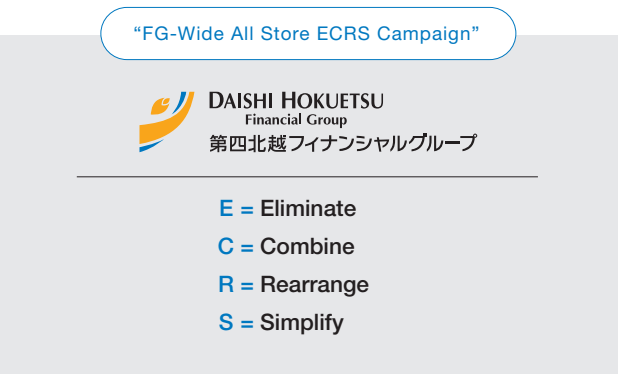 “FG-Wide All Store ECRS Campaign”
DAISHI HOKUETSU
Financial Group
第四北越フィナンシャルグループ
E = Eliminate
C = Combine
R = Rearrange
S = Simplify